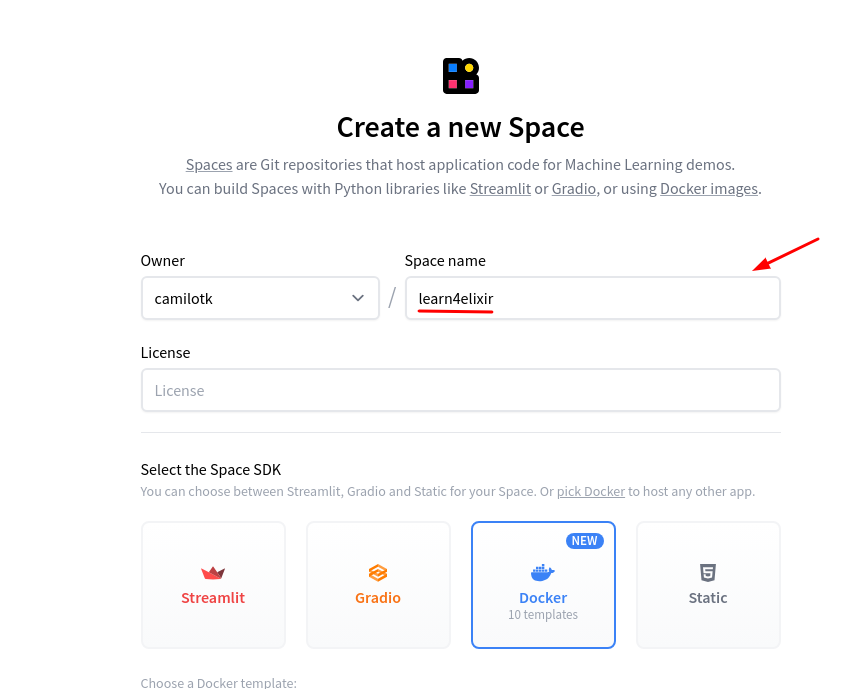 Create a new Space
Spaces are Git repositories that host application code for Machine Learning demos.
You can build Spaces with Python libraries like Streamlit or Gradio, or using Docker images.
Owner
Space name
camilotk
/
learn4elixir
License
License
Select the Space SDK
You can choose between Streamlit, Gradio and Static for your Space. Or pick Docker to host any other app.
Streamlit
Gradio
NEW
Docker
10 templates
Static
Choose a Docker template: